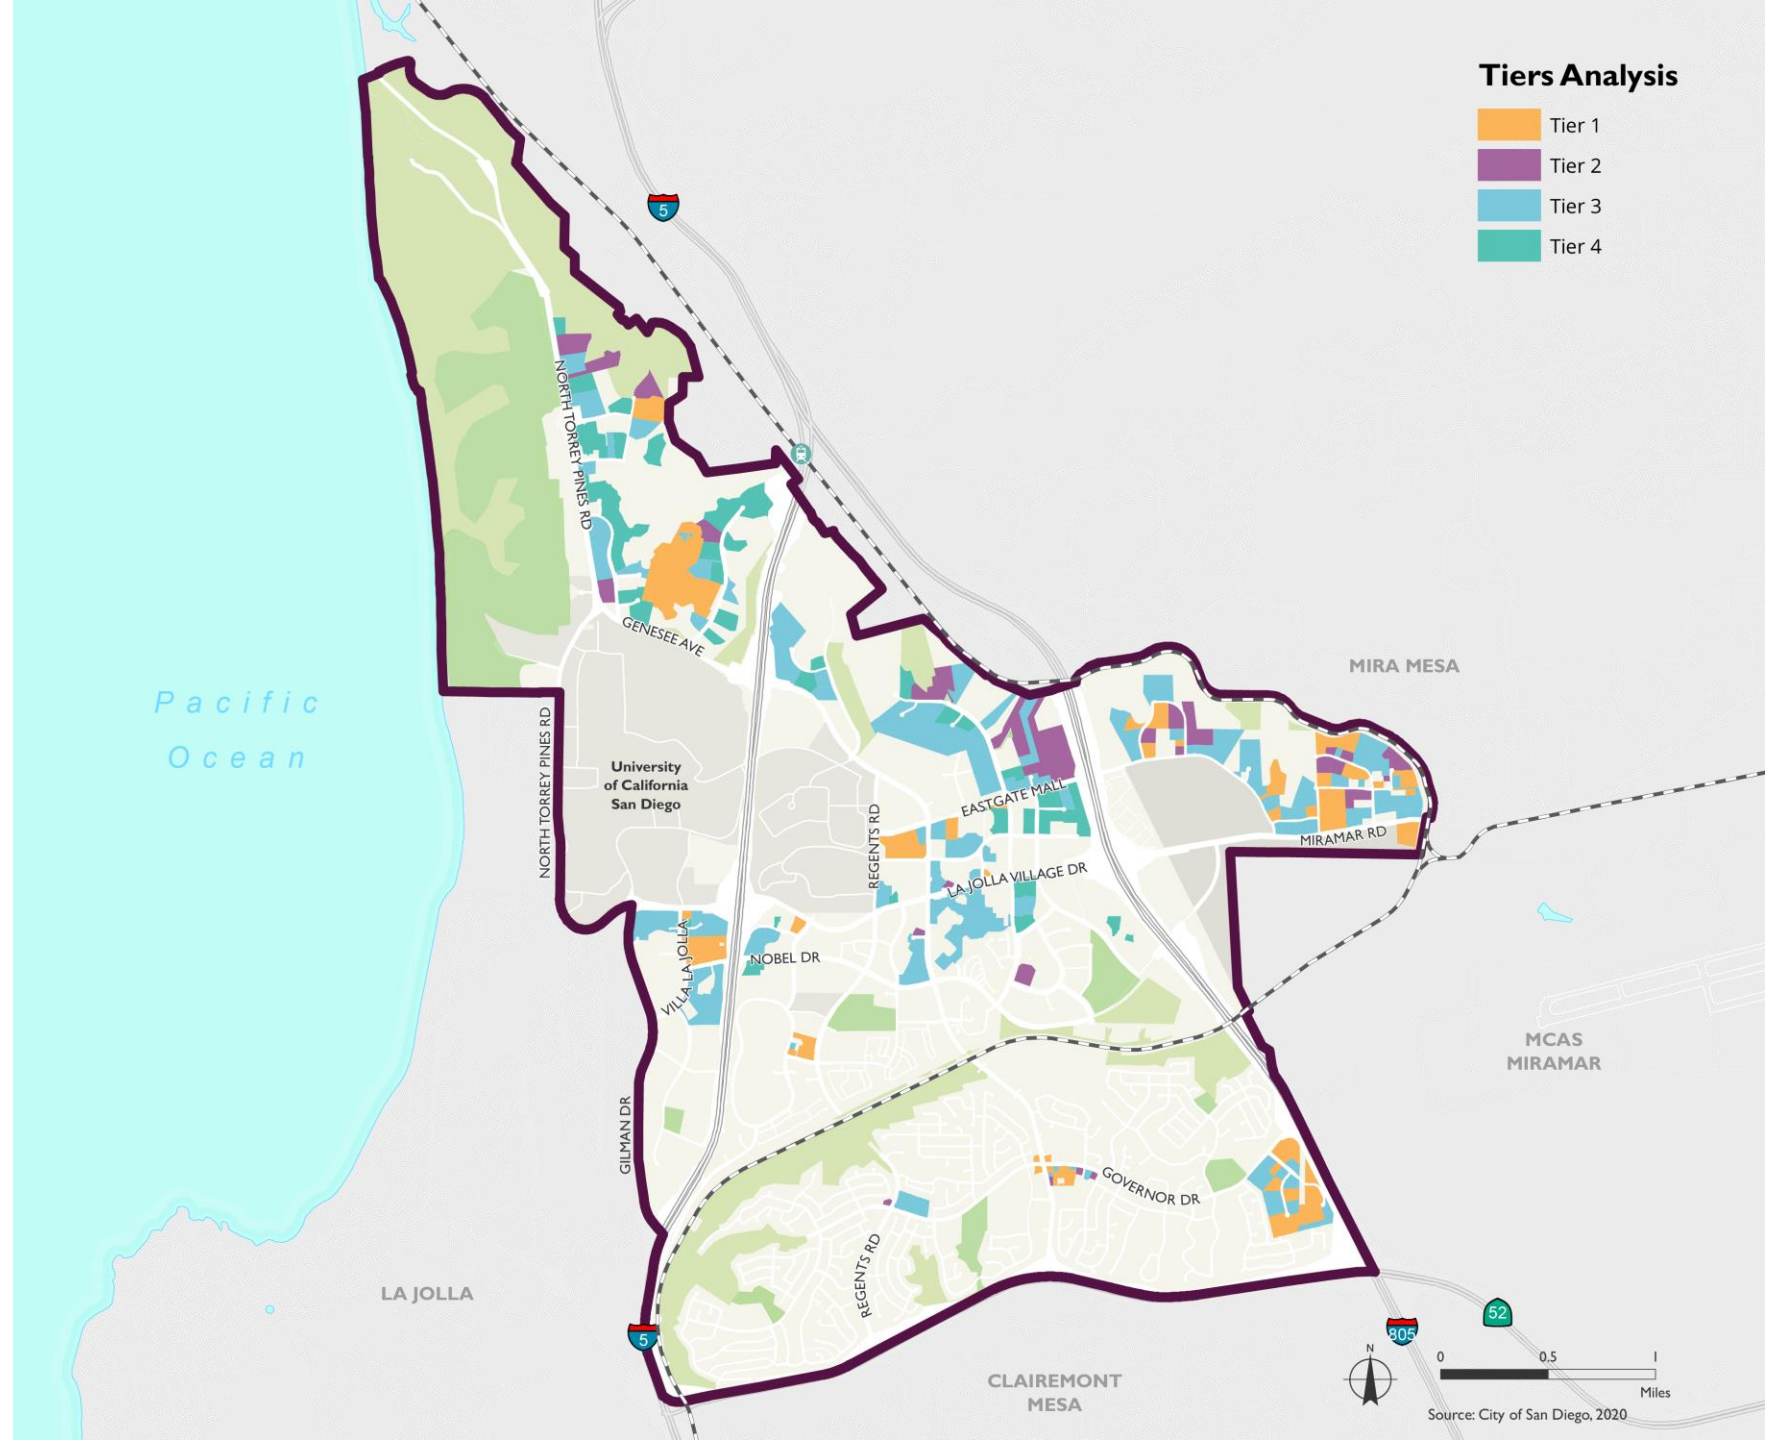 Tiers Analysis
Tier 1
Tier 2
Tier 3
Tier 4
5
NORTH TORREY PINES RD
GENESEE AVE
MIRA MESA
Pacific
Ocean
NORTH TORREY PINES RD
University
of California
San Diego
REGENTS RD
EASTGATE MALL
MIRAMAR RD
LA JOLLA VILLAGE DR
VILLA LA JOLLA
NOBEL DR
MCAS
MIRAMAR
GILMAN DR
GOVERNOR DR
REGENTS RD
LA JOLLA
5
52
805
CLAIREMONT
MESA
N
0
0.5
1
Miles
Source: City of San Diego, 2020